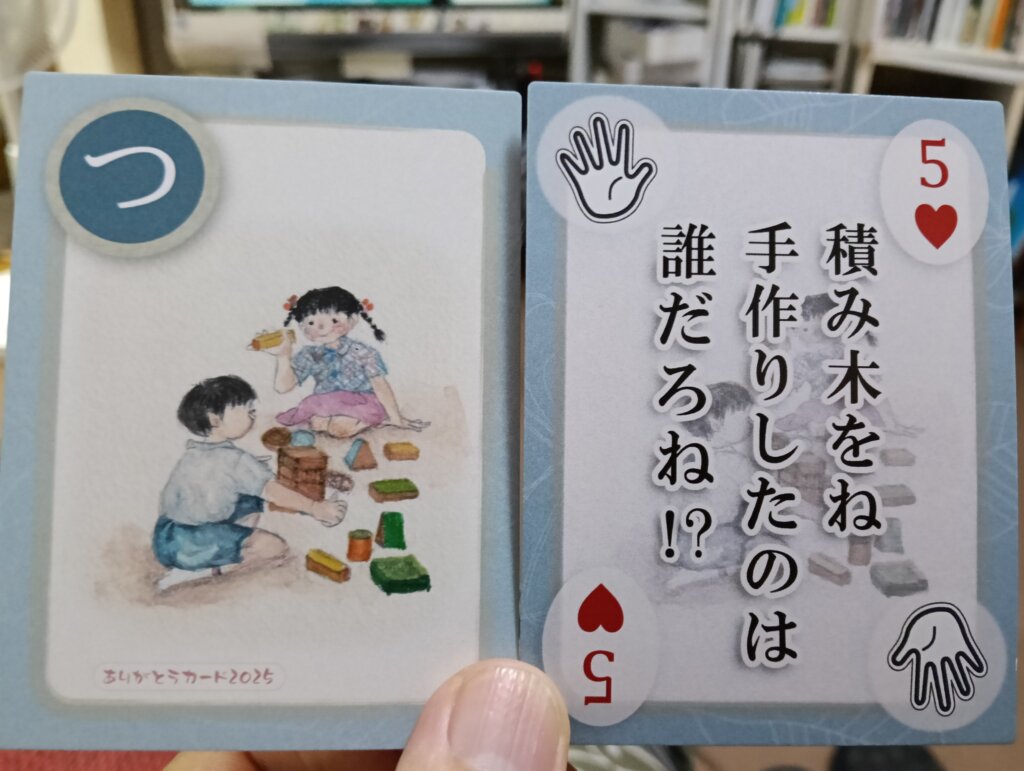 つ
ありがとうカード2025
5
積み木をね
手作りしたのは
誰だろね!?
5